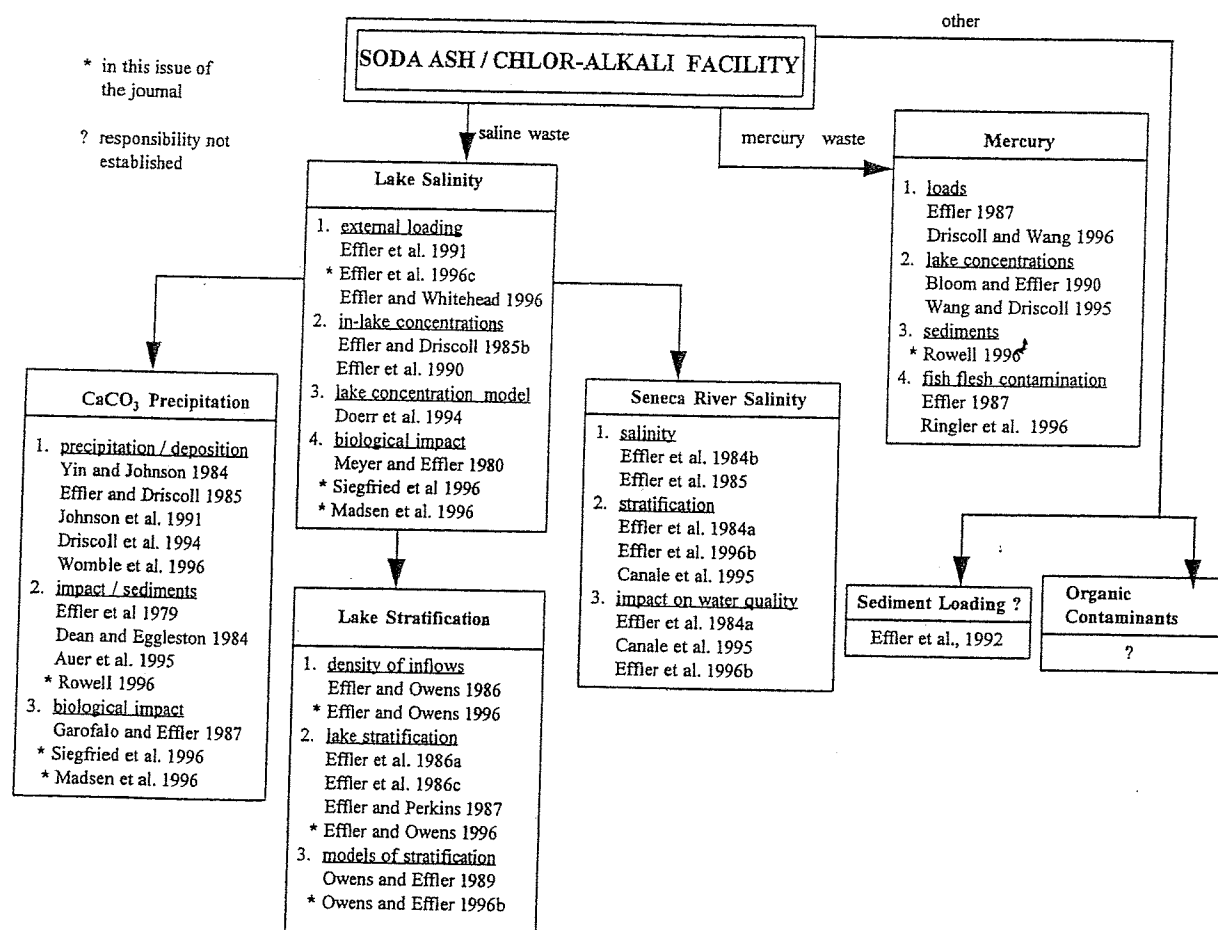 other
SODA ASH / CHLOR-ALKALI FACILITY
* in this issue of
the journal
? responsibility not
established
saline waste
mercury waste
Mercury
1. loads
Effler 1987
Driscoll and Wang 1996
2. lake concentrations
Bloom and Effler 1990
Wang and Driscoll 1995
3. sediments
* Rowell 1996
4. fish flesh contamination
Effler 1987
Ringler et al. 1996
Lake Salinity
1. external loading
Effler et al. 1991
* Effler et al. 1996c
Effler and Whitehead 1996
2. in-lake concentrations
Effler and Driscoll 1985b
Effler et al. 1990
3. lake concentration model
Doerr et al. 1994
4. biological impact
Meyer and Effler 1980
* Siegfried et al 1996
* Madsen et al. 1996
CaCO₃ Precipitation
1. precipitation / deposition
Yin and Johnson 1984
Effler and Driscoll 1985
Johnson et al. 1991
Driscoll et al. 1994
Womble et al. 1996
2. impact / sediments
Effler et al 1979
Dean and Eggleston 1984
Auer et al. 1995
* Rowell 1996
3. biological impact
Garofalo and Effler 1987
* Siegfried et al. 1996
* Madsen et al. 1996
Lake Stratification
1. density of inflows
Effler and Owens 1986
* Effler and Owens 1996
2. lake stratification
Effler et al. 1986a
Effler et al. 1986c
Effler and Perkins 1987
* Effler and Owens 1996
3. models of stratification
Owens and Effler 1989
* Owens and Effler 1996b
Seneca River Salinity
1. salinity
Effler et al. 1984b
Effler et al. 1985
2. stratification
Effler et al. 1984a
Effler et al. 1996b
Canale et al. 1995
3. impact on water quality
Effler et al. 1984a
Canale et al. 1995
Effler et al. 1996b
Sediment Loading ?
Effler et al., 1992
Organic
Contaminants
?